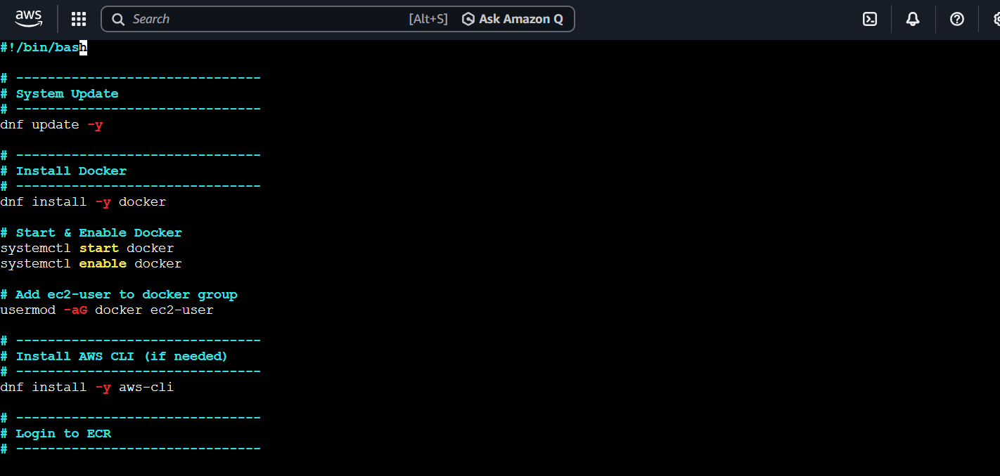 aws Search [Alt+S] Ask Amazon Q
#!/bin/bash
# -------------------------------
# System Update
# -------------------------------
dnf update -y
# -------------------------------
# Install Docker
# -------------------------------
dnf install -y docker
# Start & Enable Docker
systemctl start docker
systemctl enable docker
# Add ec2-user to docker group
usermod -aG docker ec2-user
# -------------------------------
# Install AWS CLI (if needed)
# -------------------------------
dnf install -y aws-cli
# -------------------------------
# Login to ECR
# -------------------------------